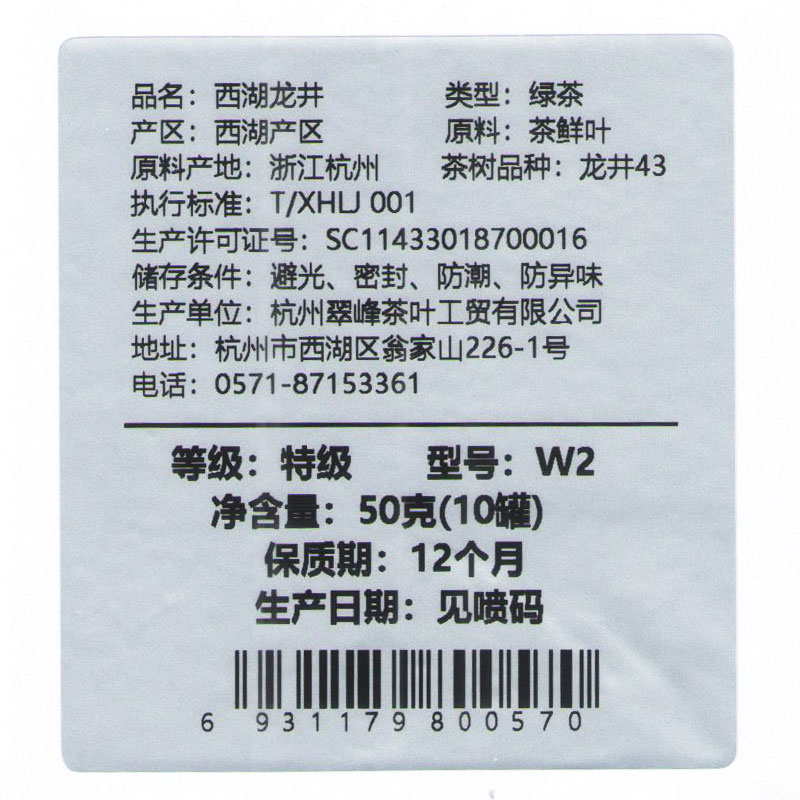 品名：西湖龙井 类型：绿茶
产区：西湖产区 原料：茶鲜叶
原料产地：浙江杭州 茶树品种：龙井43
执行标准：T/XHLJ 001
生产许可证号：SC11433018700016
储存条件：避光、密封、防潮、防异味
生产单位：杭州翠峰茶叶工贸有限公司
地址：杭州市西湖区翁家山226-1号
电话：0571-87153361
等级：特级 型号：W2
净含量：50克(10罐)
保质期：12个月
生产日期：见喷码
6 931179 800570